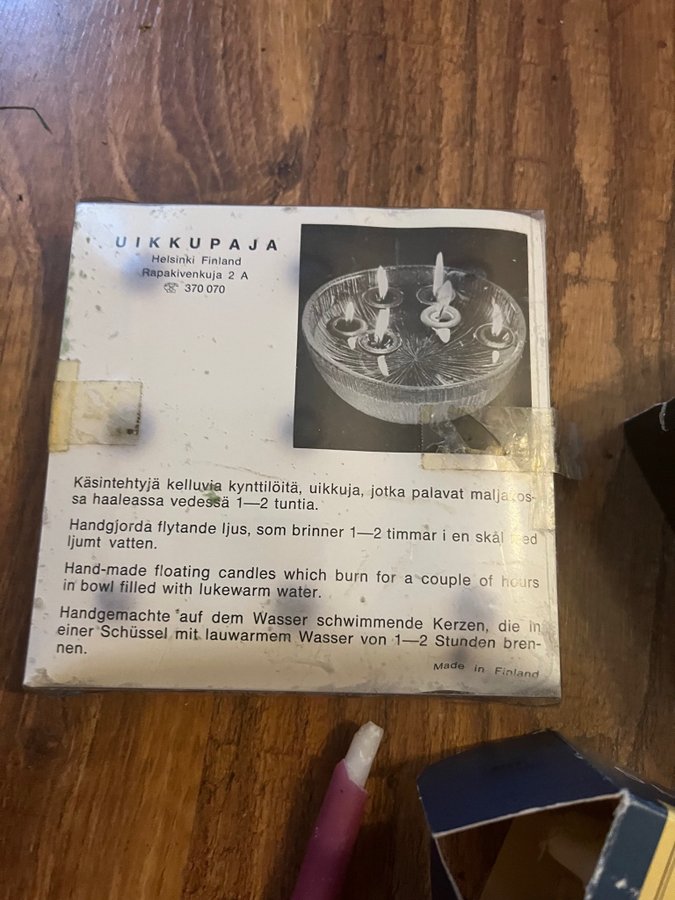 UIKKUPAJA
Helsinki Finland
Rapakivenkuja 2 A
☏ 370 070
Käsintehtyjä kelluvia kynttilöitä, uikkuja, jotka palavat maljakos-
sa haaleassa vedessä 1—2 tuntia.
Handgjorda flytande ljus, som brinner 1—2 timmar i en skål med
ljumt vatten.
Hand-made floating candles which burn for a couple of hours
in bowl filled with lukewarm water.
Handgemachte auf dem Wasser schwimmende Kerzen, die in
einer Schüssel mit lauwarmem Wasser von 1—2 Stunden bren-
nen.
Made in Finland